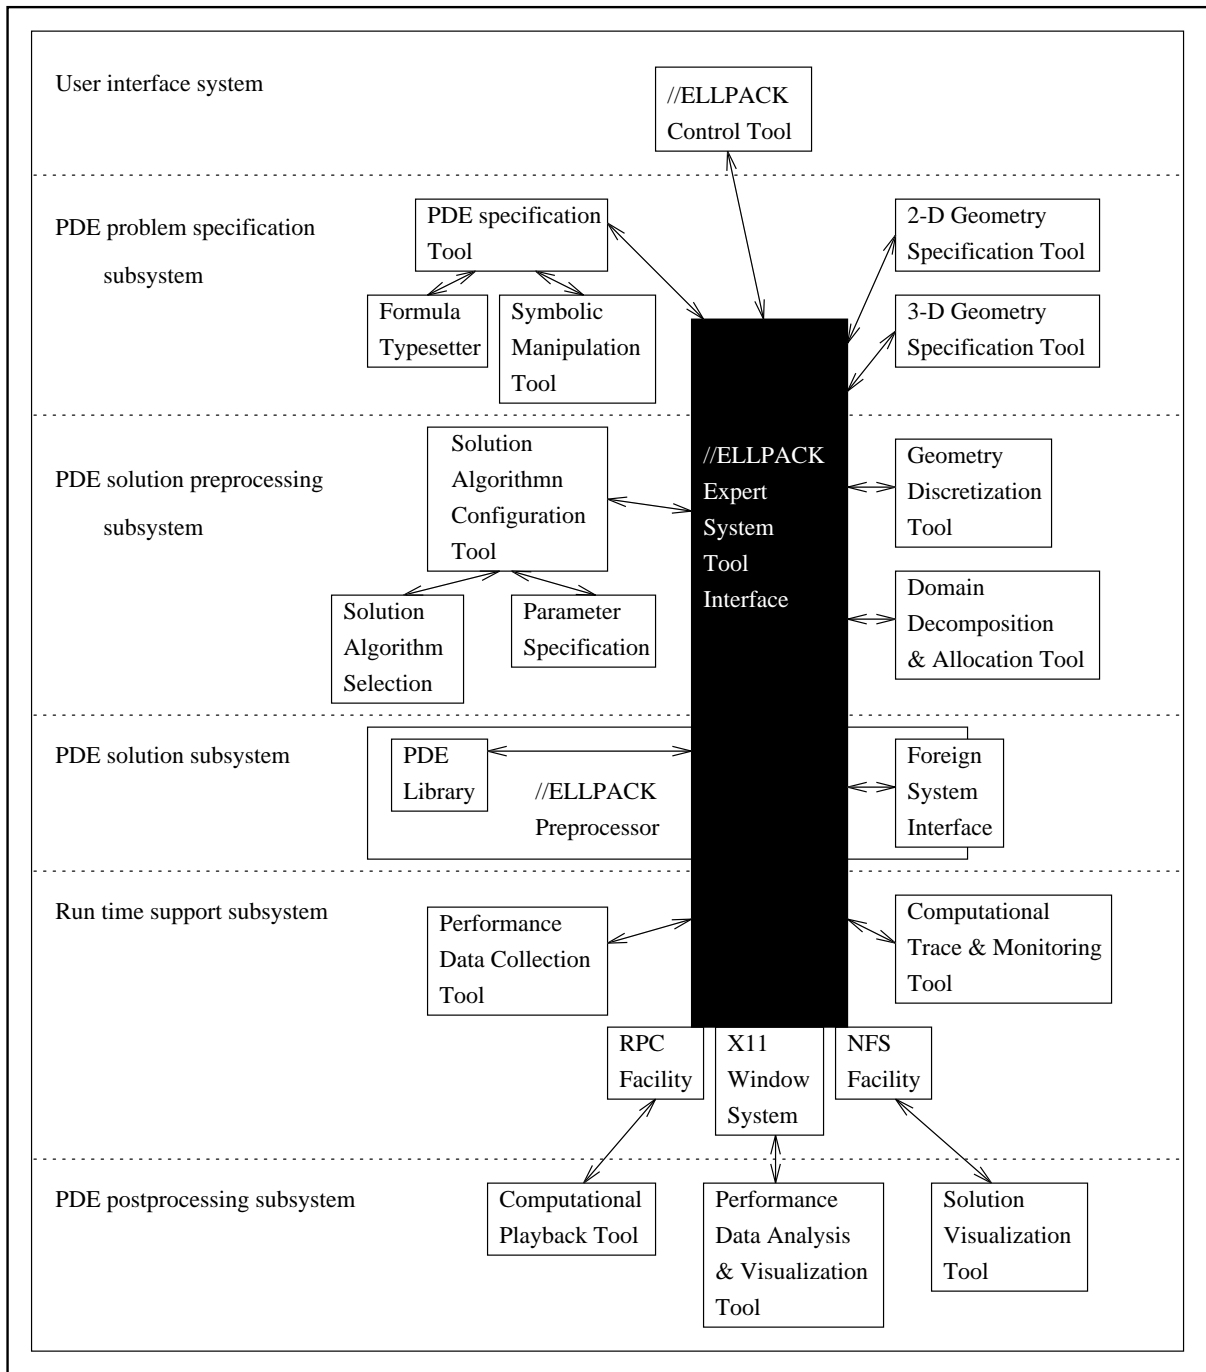 User interface system
//ELLPACK
Control Tool
PDE problem specification
subsystem
PDE specification
Tool
Formula
Typesetter
Symbolic
Manipulation
Tool
2-D Geometry
Specification Tool
3-D Geometry
Specification Tool
PDE solution preprocessing
subsystem
Solution
Algorithmn
Configuration
Tool
Solution
Algorithm
Selection
Parameter
Specification
//ELLPACK
Expert
System
Tool
Interface
Geometry
Discretization
Tool
Domain
Decomposition
& Allocation Tool
PDE solution subsystem
PDE
Library
//ELLPACK
Preprocessor
Foreign
System
Interface
Run time support subsystem
Performance
Data Collection
Tool
Computational
Trace & Monitoring
Tool
RPC
Facility
X11
Window
System
NFS
Facility
PDE postprocessing subsystem
Computational
Playback Tool
Performance
Data Analysis
& Visualization
Tool
Solution
Visualization
Tool